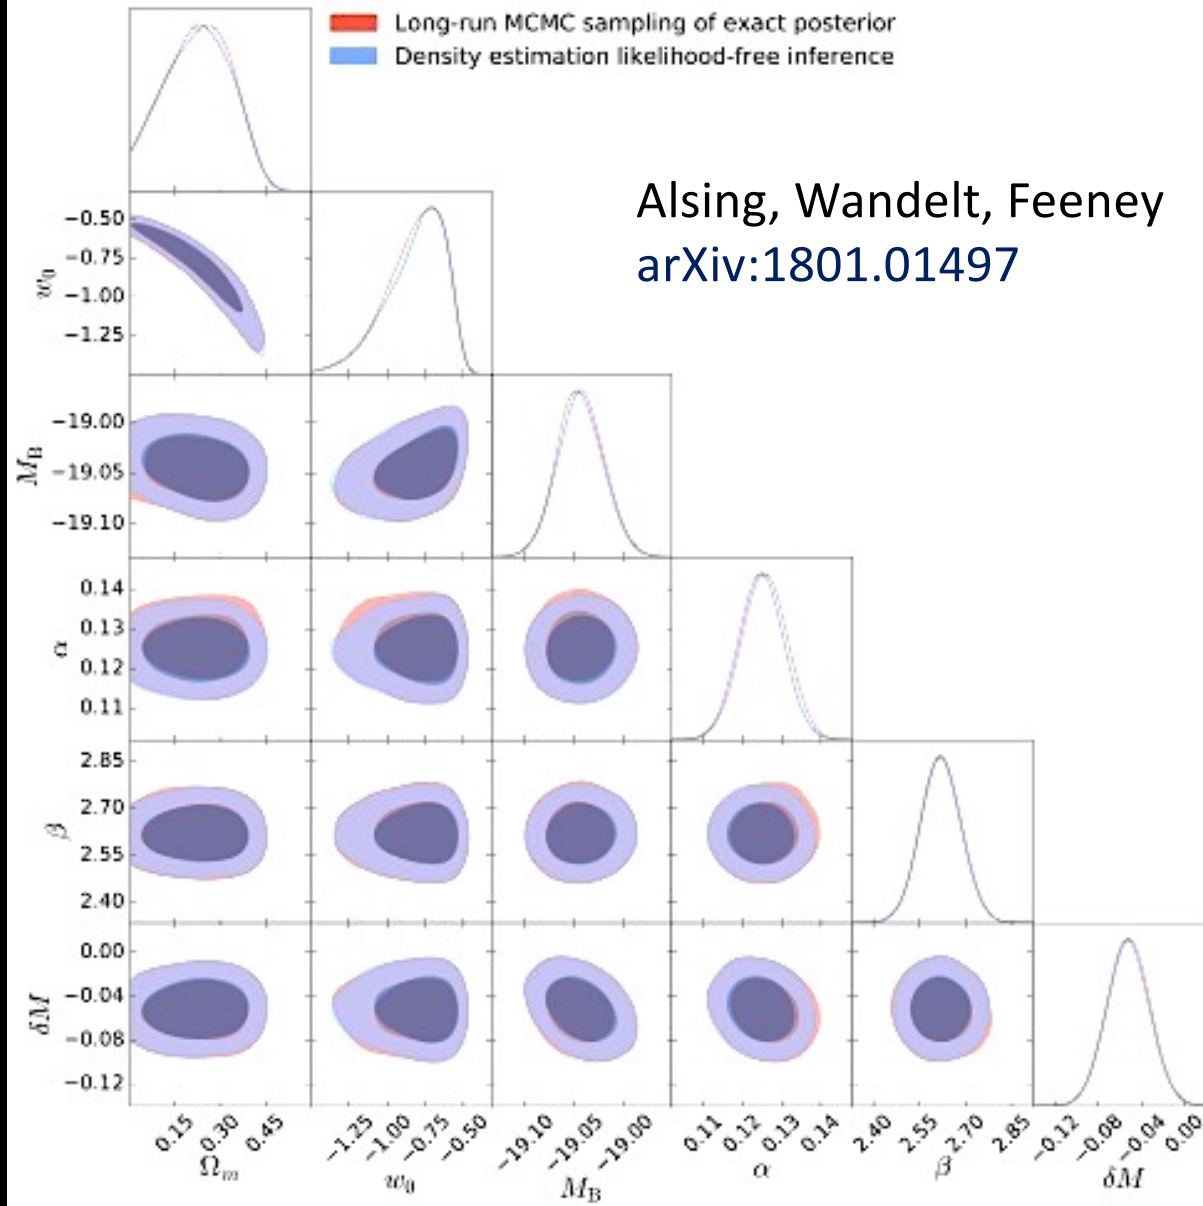 Long-run MCMC sampling of exact posterior
Density estimation likelihood-free inference
Alsing, Wandelt, Feeney
arXiv:1801.01497
−0.50
−0.75
−1.00
−1.25
w₀
−19.00
−19.05
−19.10
M_B
0.14
0.13
0.12
0.11
α
2.85
2.70
2.55
2.40
β
0.00
−0.04
−0.08
−0.12
δM
0.15 0.30 0.45 −1.25 −1.00 −0.75 −0.50 −19.10 −19.05 −19.00 0.11 0.12 0.13 0.14 2.40 2.55 2.70 2.85 −0.12 −0.08 −0.04 0.00
Ω_m w₀ M_B α β δM